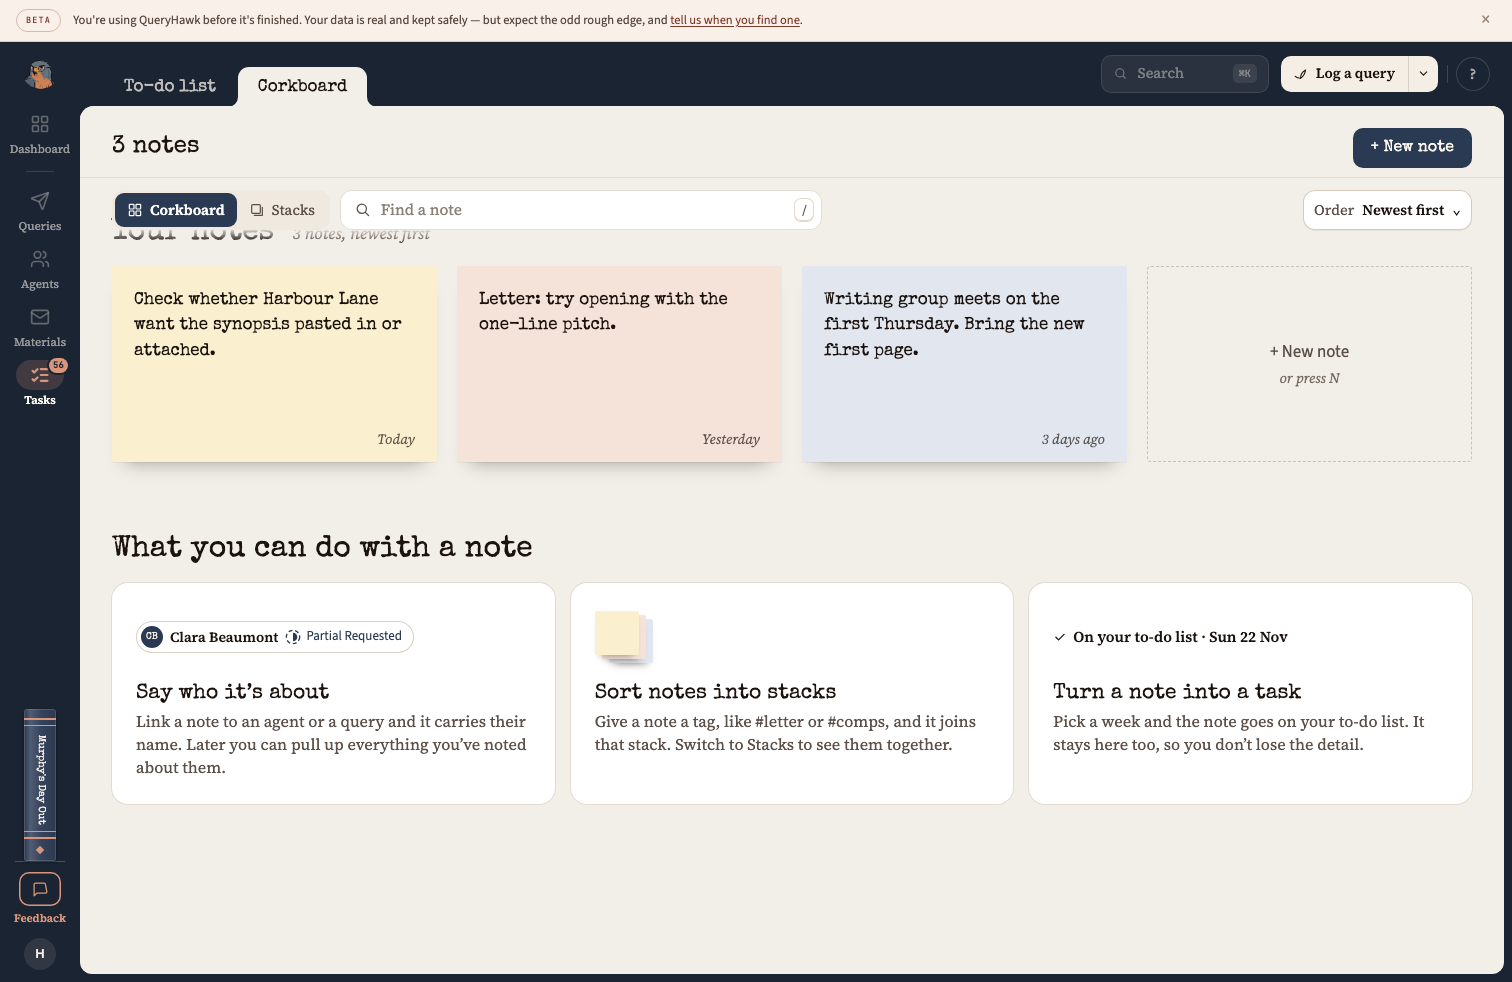 BETA You're using QueryHawk before it's finished. Your data is real and kept safely — but expect the odd rough edge, and tell us when you find one. ×
To-do list
Corkboard
Search ⌘K
Log a query
?
Dashboard
Queries
Agents
Materials
56
Tasks
Murphy's Day Out
Feedback
H
3 notes
+ New note
Corkboard
Stacks
Find a note /
Order Newest first
Your notes 3 notes, newest first
Check whether Harbour Lane
want the synopsis pasted in or
attached.
Today
Letter: try opening with the
one-line pitch.
Yesterday
Writing group meets on the
first Thursday. Bring the new
first page.
3 days ago
+ New note
or press N
What you can do with a note
CB Clara Beaumont Partial Requested
Say who it’s about
Link a note to an agent or a query and it carries their
name. Later you can pull up everything you’ve noted
about them.
Sort notes into stacks
Give a note a tag, like #letter or #comps, and it joins
that stack. Switch to Stacks to see them together.
✓ On your to-do list · Sun 22 Nov
Turn a note into a task
Pick a week and the note goes on your to-do list. It
stays here too, so you don’t lose the detail.